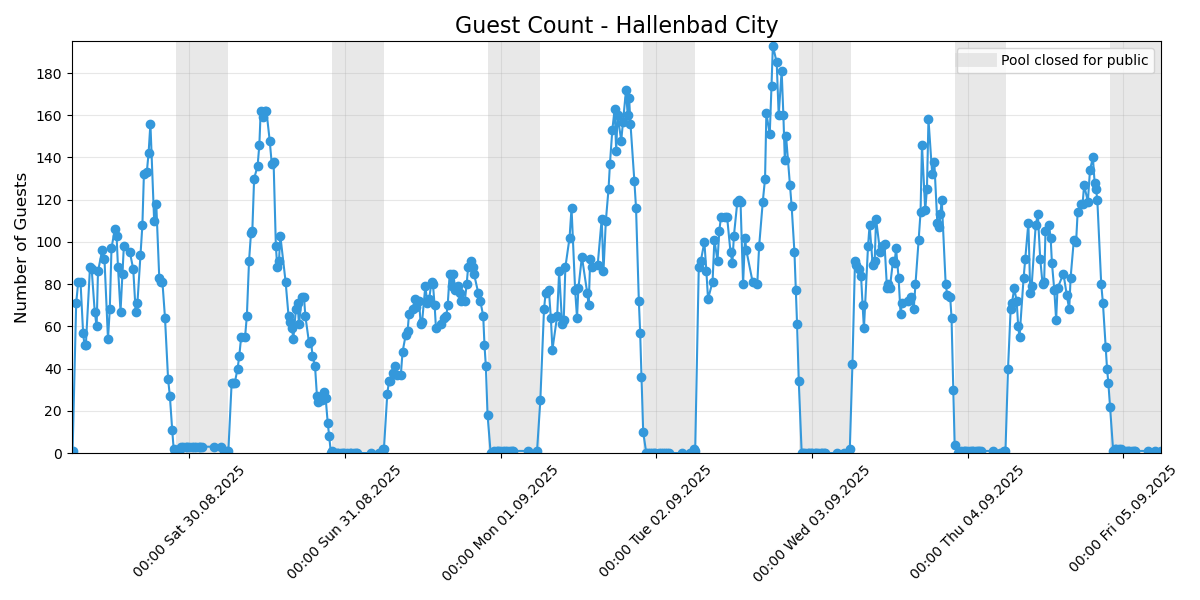 Guest Count - Hallenbad City
Pool closed for public
Number of Guests
180
160
140
120
100
80
60
40
20
0
00:00 Sat 30.08.2025
00:00 Sun 31.08.2025
00:00 Mon 01.09.2025
00:00 Tue 02.09.2025
00:00 Wed 03.09.2025
00:00 Thu 04.09.2025
00:00 Fri 05.09.2025